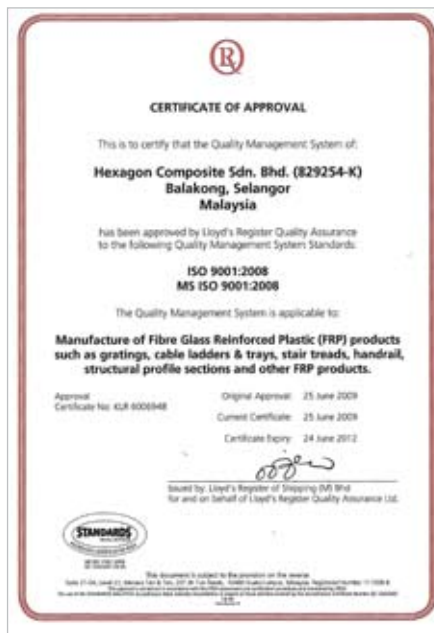 R
CERTIFICATE OF APPROVAL
This is to certify that the Quality Management System of:
Hexagon Composite Sdn. Bhd. (829254-K)
Balakong, Selangor
Malaysia
has been approved by Lloyd's Register Quality Assurance
to the following Quality Management System Standards:
ISO 9001:2008
MS ISO 9001:2008
The Quality Management System is applicable to:
Manufacture of Fibre Glass Reinforced Plastic (FRP) products
such as gratings, cable ladders & trays, stair treads, handrail,
structural profile sections and other FRP products.
Approval
Certificate No: KLR 6006948
Original Approval: 25 June 2009
Current Certificate: 25 June 2009
Certificate Expiry: 24 June 2012
Issued by: Lloyd's Register of Shipping (M) Bhd
for and on behalf of Lloyd's Register Quality Assurance Ltd.
STANDARDS
This document is subject to the provision on the reverse